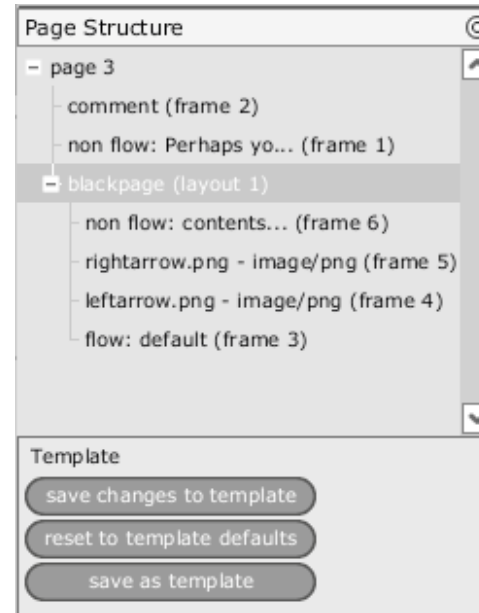 Page Structure
page 3
comment (frame 2)
non flow: Perhaps yo... (frame 1)
blackpage (layout 1)
non flow: contents... (frame 6)
rightarrow.png - image/png (frame 5)
leftarrow.png - image/png (frame 4)
flow: default (frame 3)
Template
save changes to template
reset to template defaults
save as template